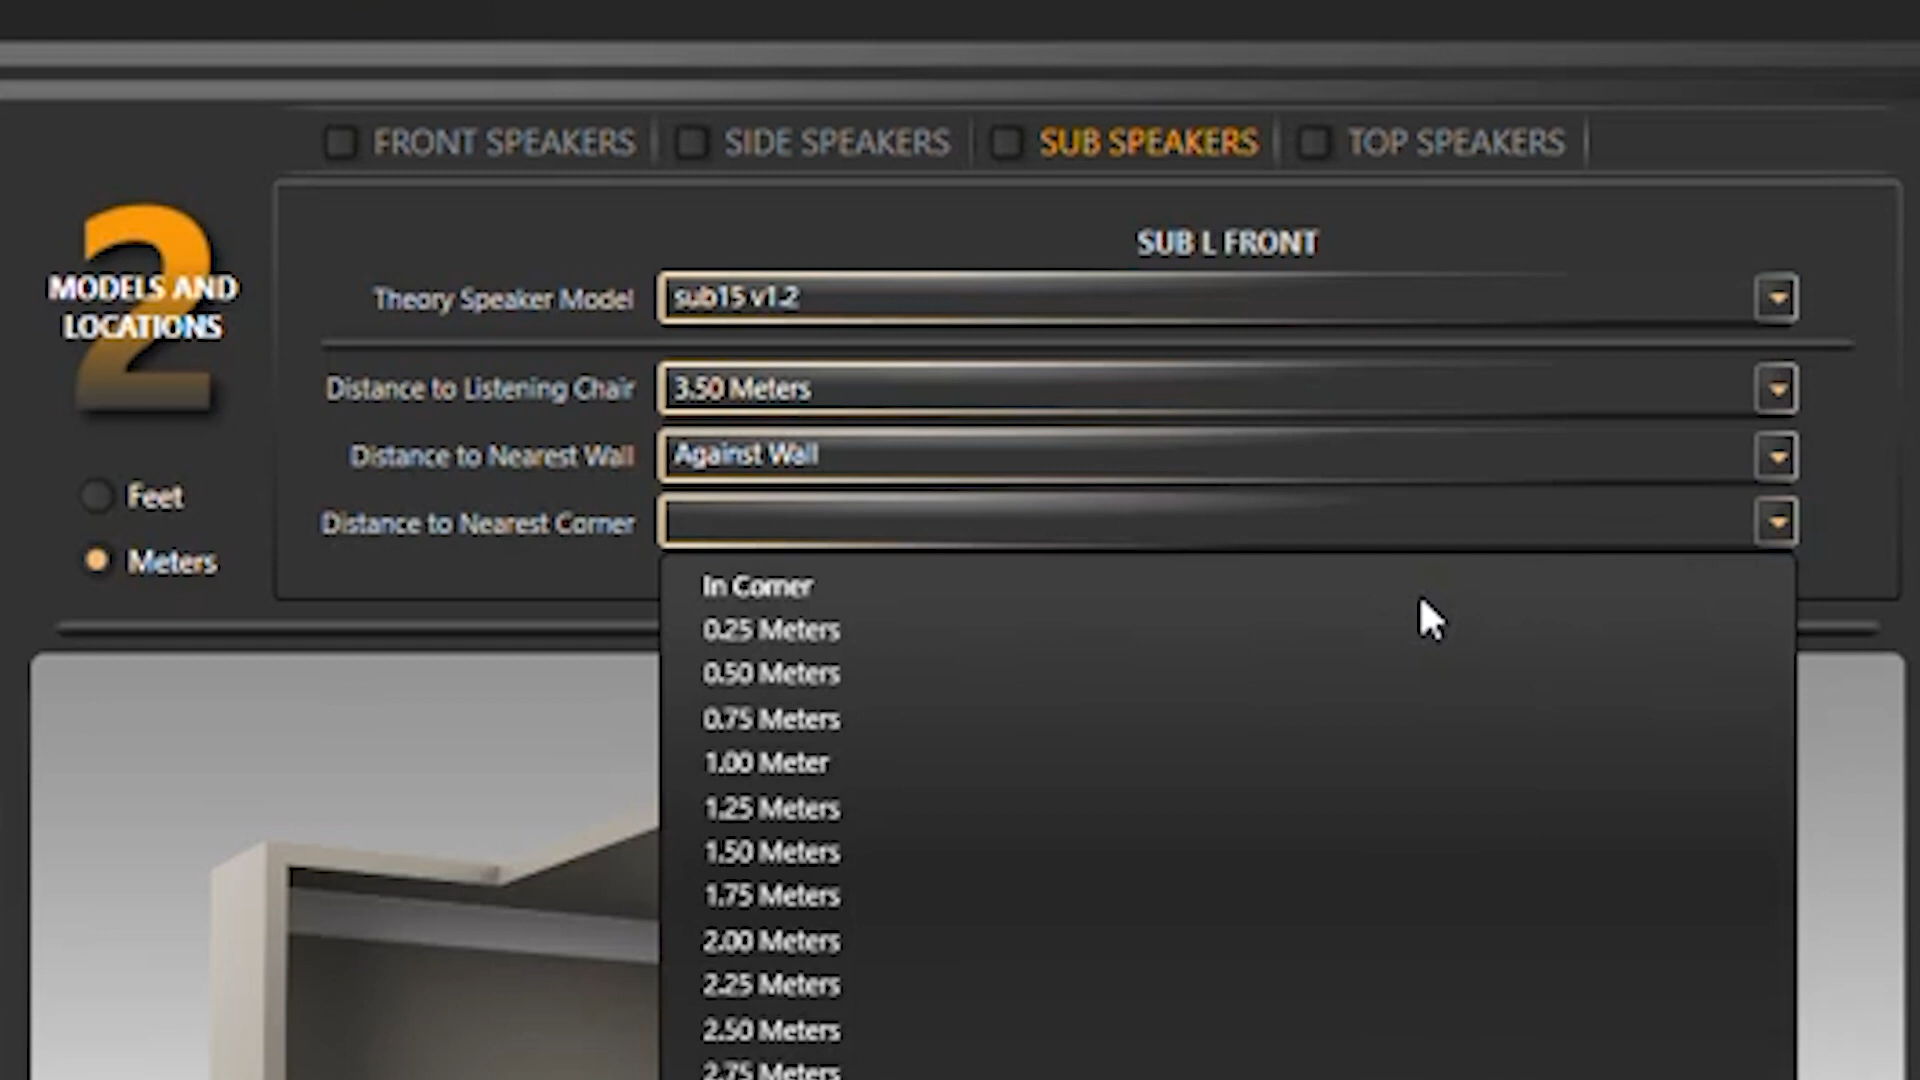 FRONT SPEAKERS
SIDE SPEAKERS
SUB SPEAKERS
TOP SPEAKERS
2
MODELS AND
LOCATIONS
Feet
Meters
SUB L FRONT
Theory Speaker Model
sub15 v1.2
Distance to Listening Chair
3.50 Meters
Distance to Nearest Wall
Against Wall
Distance to Nearest Corner
In Corner
0.25 Meters
0.50 Meters
0.75 Meters
1.00 Meter
1.25 Meters
1.50 Meters
1.75 Meters
2.00 Meters
2.25 Meters
2.50 Meters
2.75 Meters